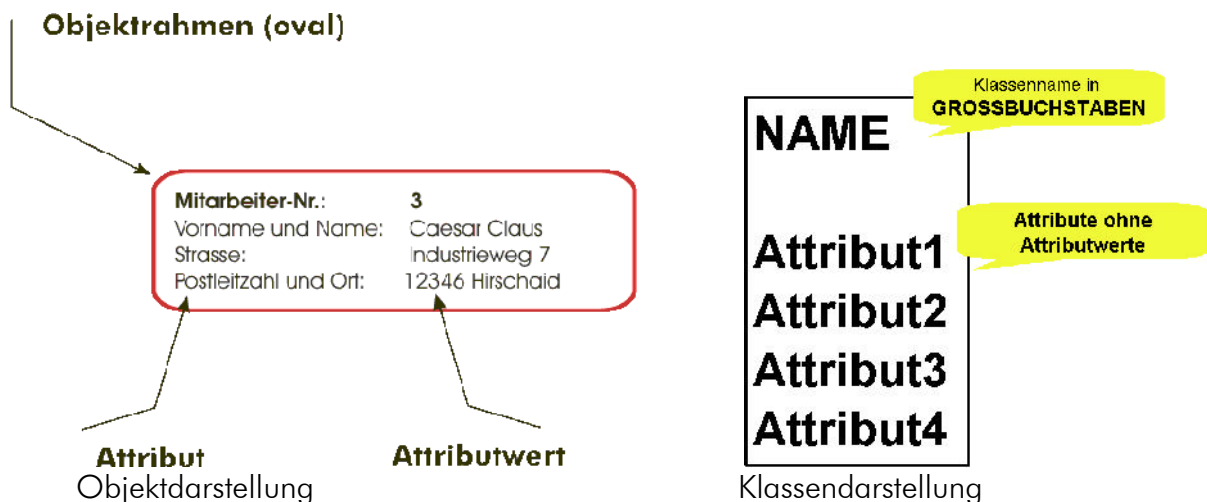 Objektrahmen (oval)
Mitarbeiter-Nr.: 3
Vorname und Name: Caesar Claus
Strasse: Industrieweg 7
Postleitzahl und Ort: 12346 Hirschaid
Attribut
Attributwert
Objektdarstellung
Klassenname in
GROSSBUCHSTABEN
NAME
Attribute ohne
Attributwerte
Attribut1
Attribut2
Attribut3
Attribut4
Klassendarstellung